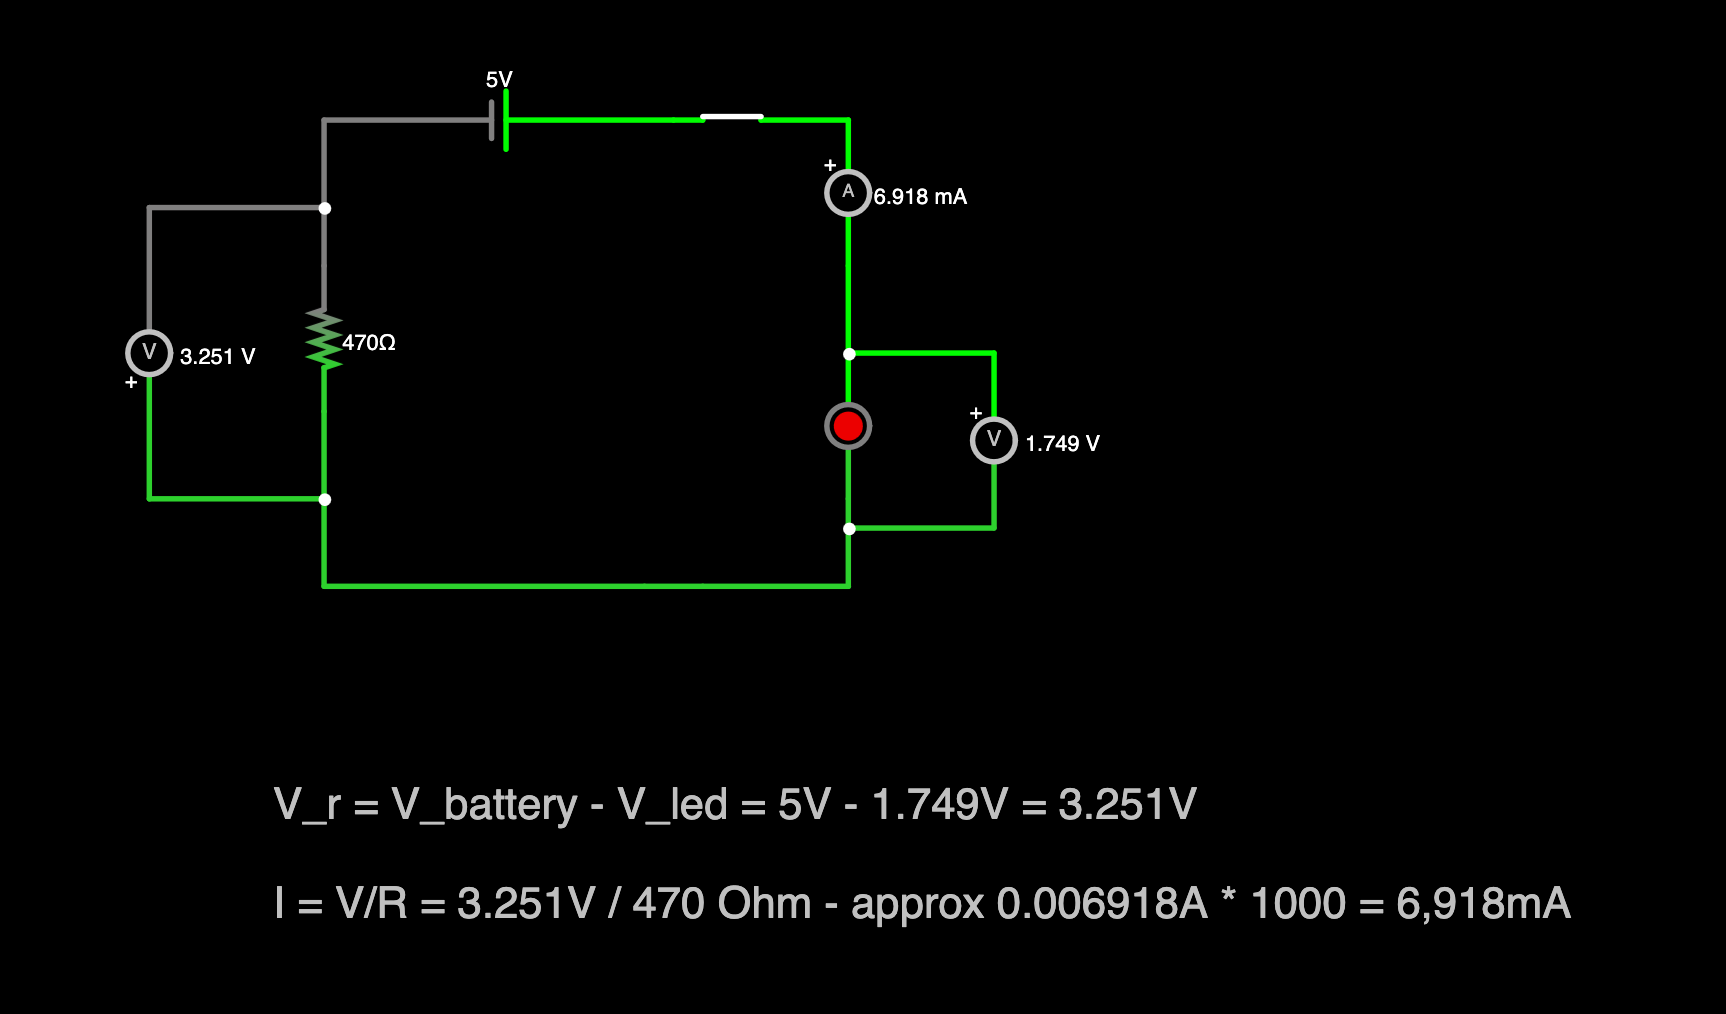 5V
+
A
6.918 mA
V
3.251 V
+
470Ω
+
V
1.749 V
V_r = V_battery - V_led = 5V - 1.749V = 3.251V
I = V/R = 3.251V / 470 Ohm - approx 0.006918A * 1000 = 6,918mA